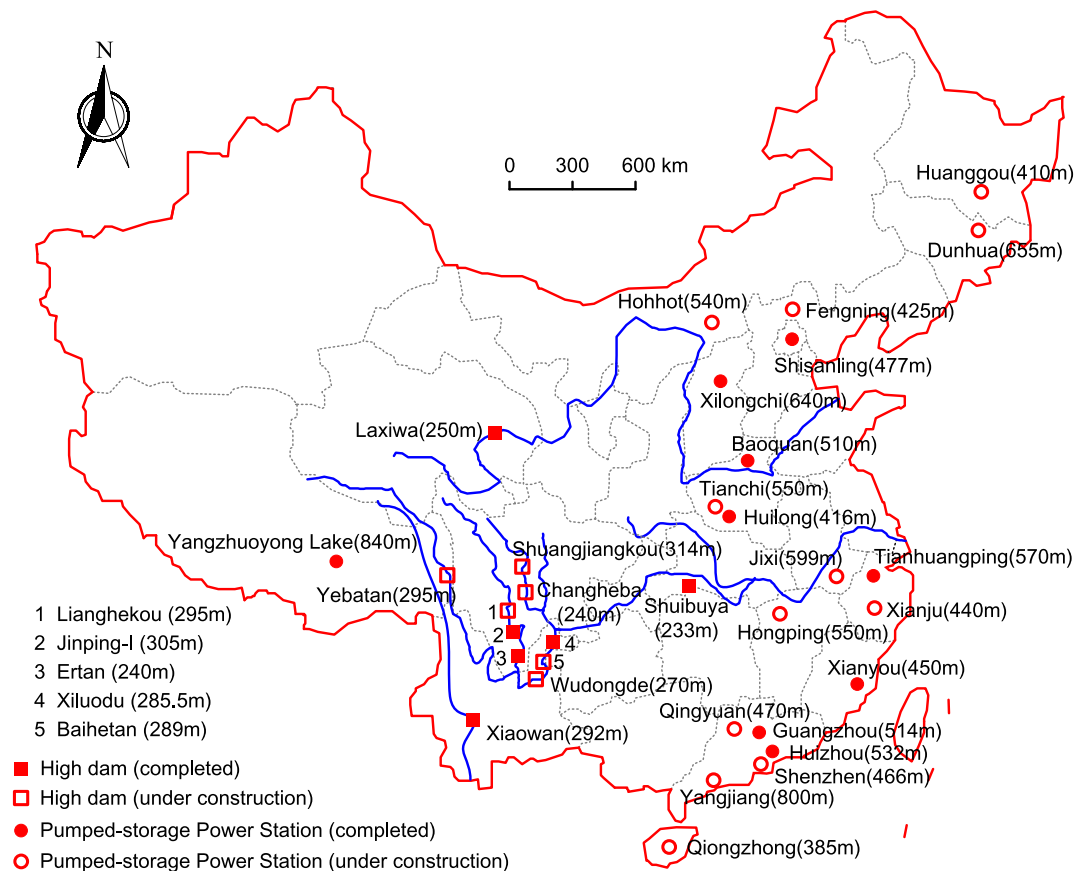 N
0 300 600 km
Huanggou(410m)
Dunhua(655m)
Hohhot(540m)
Fengning(425m)
Shisanling(477m)
Xilongchi(640m)
Laxiwa(250m)
Baoquan(510m)
Tianchi(550m)
Huilong(416m)
Yangzhuoyong Lake(840m)
Shuangjiangkou(314m)
Jixi(599m)
Tianhuangping(570m)
Yebatan(295m)
Changheba
(240m)
Shuibuya
(233m)
Xianju(440m)
Hongping(550m)
1
2
3
4
5
Wudongde(270m)
Xianyou(450m)
Qingyuan(470m)
Xiaowan(292m)
Guangzhou(514m)
Huizhou(532m)
Shenzhen(466m)
Yangjiang(800m)
Qiongzhong(385m)
1 Lianghekou (295m)
2 Jinping-I (305m)
3 Ertan (240m)
4 Xiluodu (285.5m)
5 Baihetan (289m)
High dam (completed)
High dam (under construction)
Pumped-storage Power Station (completed)
Pumped-storage Power Station (under construction)